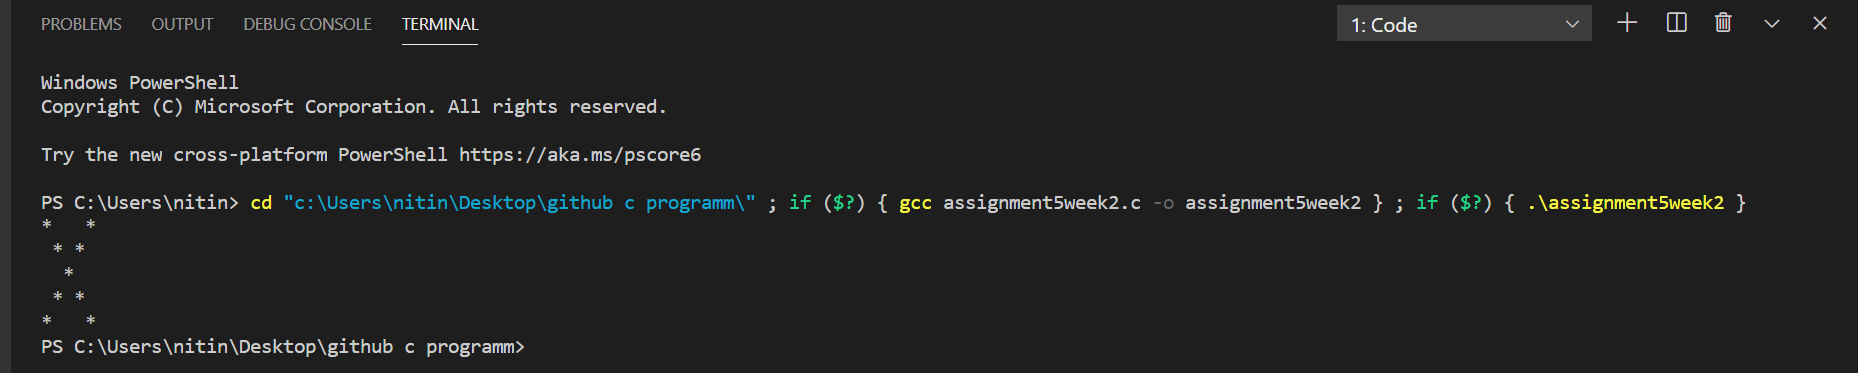 PROBLEMS OUTPUT DEBUG CONSOLE TERMINAL 1: Code
Windows PowerShell
Copyright (C) Microsoft Corporation. All rights reserved.
Try the new cross-platform PowerShell https://aka.ms/pscore6
PS C:\Users\nitin> cd "c:\Users\nitin\Desktop\github c programm\" ; if ($?) { gcc assignment5week2.c -o assignment5week2 } ; if ($?) { .\assignment5week2 }
*   *
 * *
  *
 * *
*   *
PS C:\Users\nitin\Desktop\github c programm>